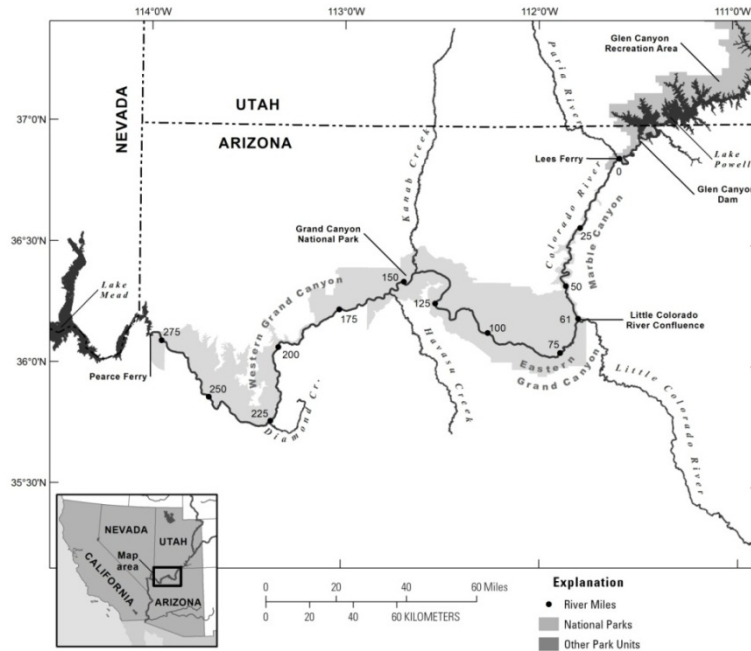 114°0'W
113°0'W
112°0'W
111°0'W
Glen Canyon
Recreation Area
Paria River
37°0'N
NEVADA
UTAH
ARIZONA
Kanab Creek
Lees Ferry
0
Lake
Powell
Glen Canyon
Dam
Colorado River
Marble Canyon
25
Grand Canyon
National Park
36°30'N
Lake
Mead
150
50
Western Grand Canyon
175
125
61
Little Colorado
River Confluence
275
100
75
Eastern
Grand Canyon
200
36°0'N
Pearce Ferry
250
225
Diamond Cr.
Havasu Creek
Little Colorado River
35°30'N
NEVADA
UTAH
Map
area
CALIFORNIA
ARIZONA
0 20 40 60 Miles
0 20 40 60 KILOMETERS
Explanation
River Miles
National Parks
Other Park Units